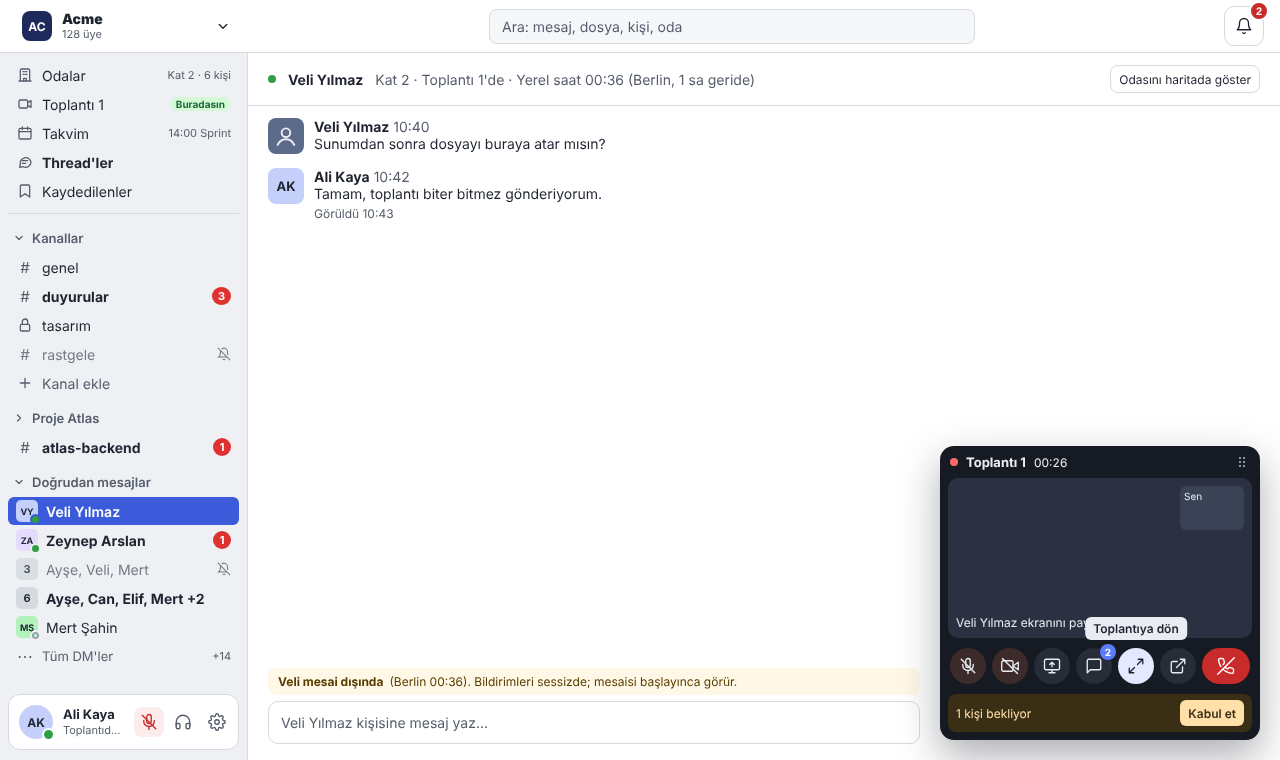 AC
Acme
128 üye
Ara: mesaj, dosya, kişi, oda
2
Odalar Kat 2 · 6 kişi
Toplantı 1 Buradasın
Takvim 14:00 Sprint
Thread'ler
Kaydedilenler
Kanallar
# genel
# duyurular 3
tasarım
# rastgele
Kanal ekle
Proje Atlas
# atlas-backend 1
Doğrudan mesajlar
VY Veli Yılmaz
ZA Zeynep Arslan 1
3 Ayşe, Veli, Mert
6 Ayşe, Can, Elif, Mert +2
MŞ Mert Şahin
Tüm DM'ler +14
AK Ali Kaya
Toplantıd...
Veli Yılmaz Kat 2 · Toplantı 1'de · Yerel saat 00:36 (Berlin, 1 sa geride) Odasını haritada göster
Veli Yılmaz 10:40
Sunumdan sonra dosyayı buraya atar mısın?
AK Ali Kaya 10:42
Tamam, toplantı biter bitmez gönderiyorum.
Görüldü 10:43
Veli mesai dışında (Berlin 00:36). Bildirimleri sessizde; mesaisi başlayınca görür.
Veli Yılmaz kişisine mesaj yaz...
Toplantı 1 00:26
Sen
Veli Yılmaz ekranını
Toplantıya dön
2
1 kişi bekliyor Kabul et